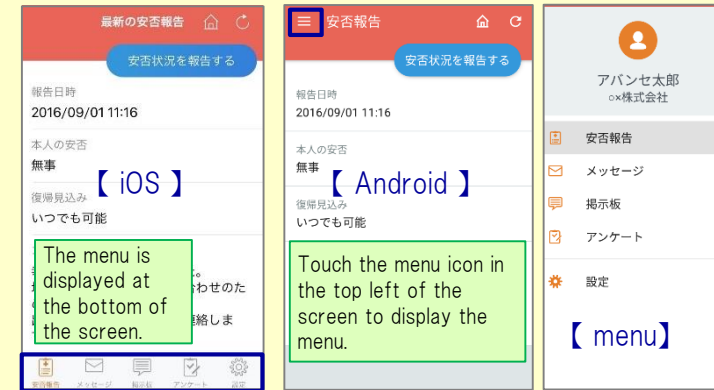 最新の安否報告
安否状況を報告する
報告日時
2016/09/01 11:16
本人の安否
無事
復帰見込み
いつでも可能
【 iOS 】
The menu is
displayed at
the bottom of
the screen.
。
わせのた
絡しま
安否報告
メッセージ
掲示板
アンケート
設定
安否報告
安否状況を報告する
報告日時
2016/09/01 11:16
本人の安否
無事
復帰見込み
いつでも可能
【 Android 】
Touch the menu icon in
the top left of the
screen to display the
menu.
アバンセ太郎
○×株式会社
安否報告
メッセージ
掲示板
アンケート
設定
【 menu】